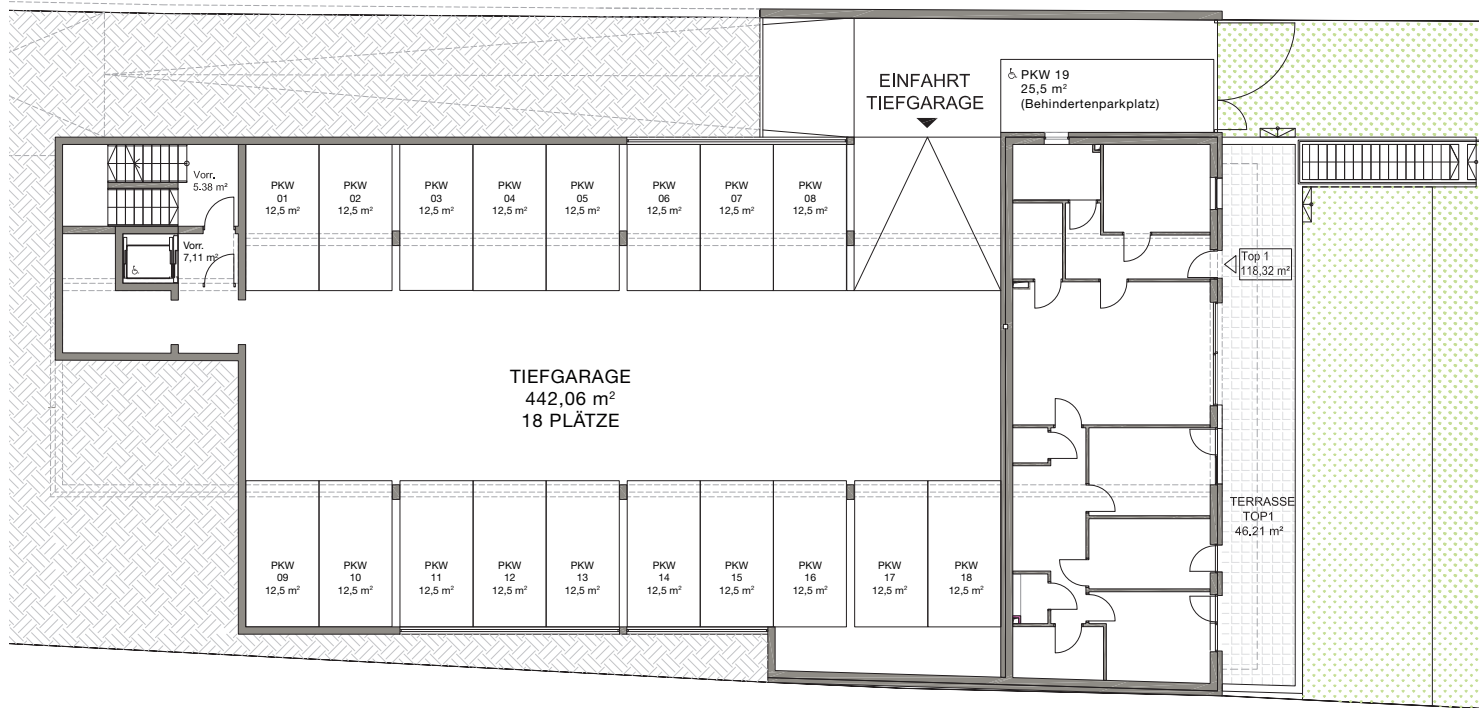 EINFAHRT
TIEFGARAGE
PKW 19
25,5 m²
(Behindertenparkplatz)
Vorr.
5.38 m²
PKW
01
12,5 m²
PKW
02
12,5 m²
PKW
03
12,5 m²
PKW
04
12,5 m²
PKW
05
12,5 m²
PKW
06
12,5 m²
PKW
07
12,5 m²
PKW
08
12,5 m²
Vorr.
7,11 m²
Top 1
118,32 m²
TIEFGARAGE
442,06 m²
18 PLÄTZE
TERRASSE
TOP1
46.21 m²
PKW
09
12,5 m²
PKW
10
12,5 m²
PKW
11
12,5 m²
PKW
12
12,5 m²
PKW
13
12,5 m²
PKW
14
12,5 m²
PKW
15
12,5 m²
PKW
16
12,5 m²
PKW
17
12,5 m²
PKW
18
12,5 m²